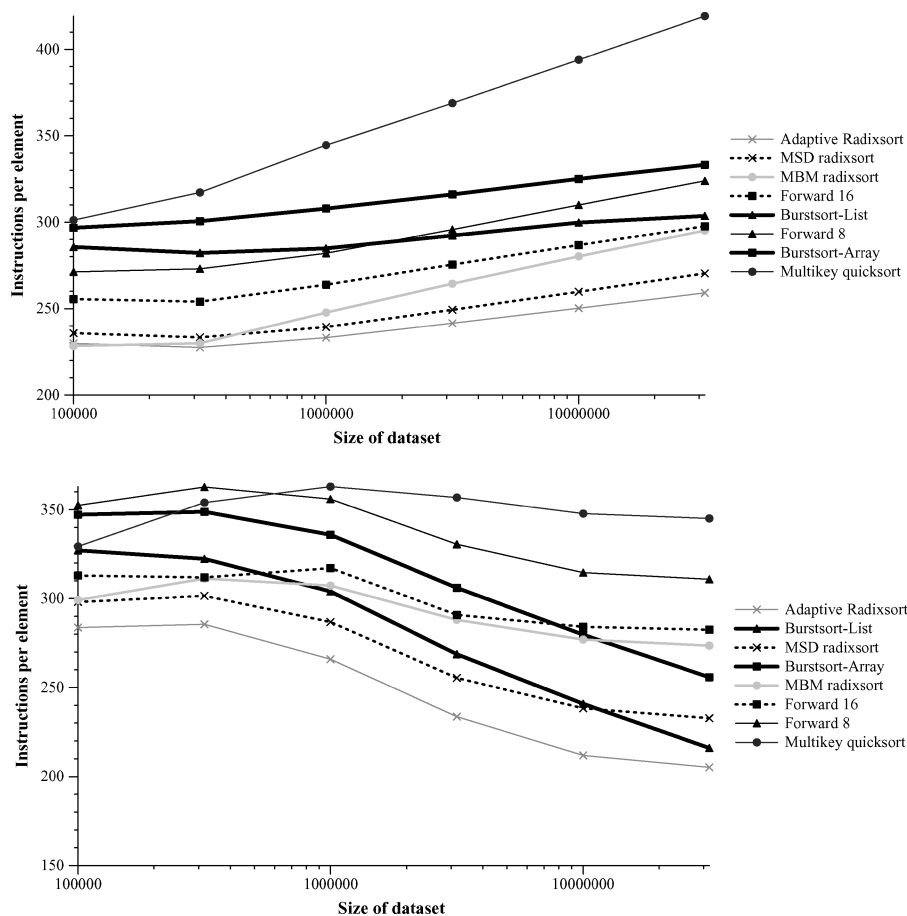 400
350
300
250
200
Instructions per element
100000
1000000
10000000
Size of dataset
Adaptive Radixsort
MSD radixsort
MBM radixsort
Forward 16
Burstsort-List
Forward 8
Burstsort-Array
Multikey quicksort
350
300
250
200
150
Instructions per element
100000
1000000
10000000
Size of dataset
Adaptive Radixsort
Burstsort-List
MSD radixsort
Burstsort-Array
MBM radixsort
Forward 16
Forward 8
Multikey quicksort